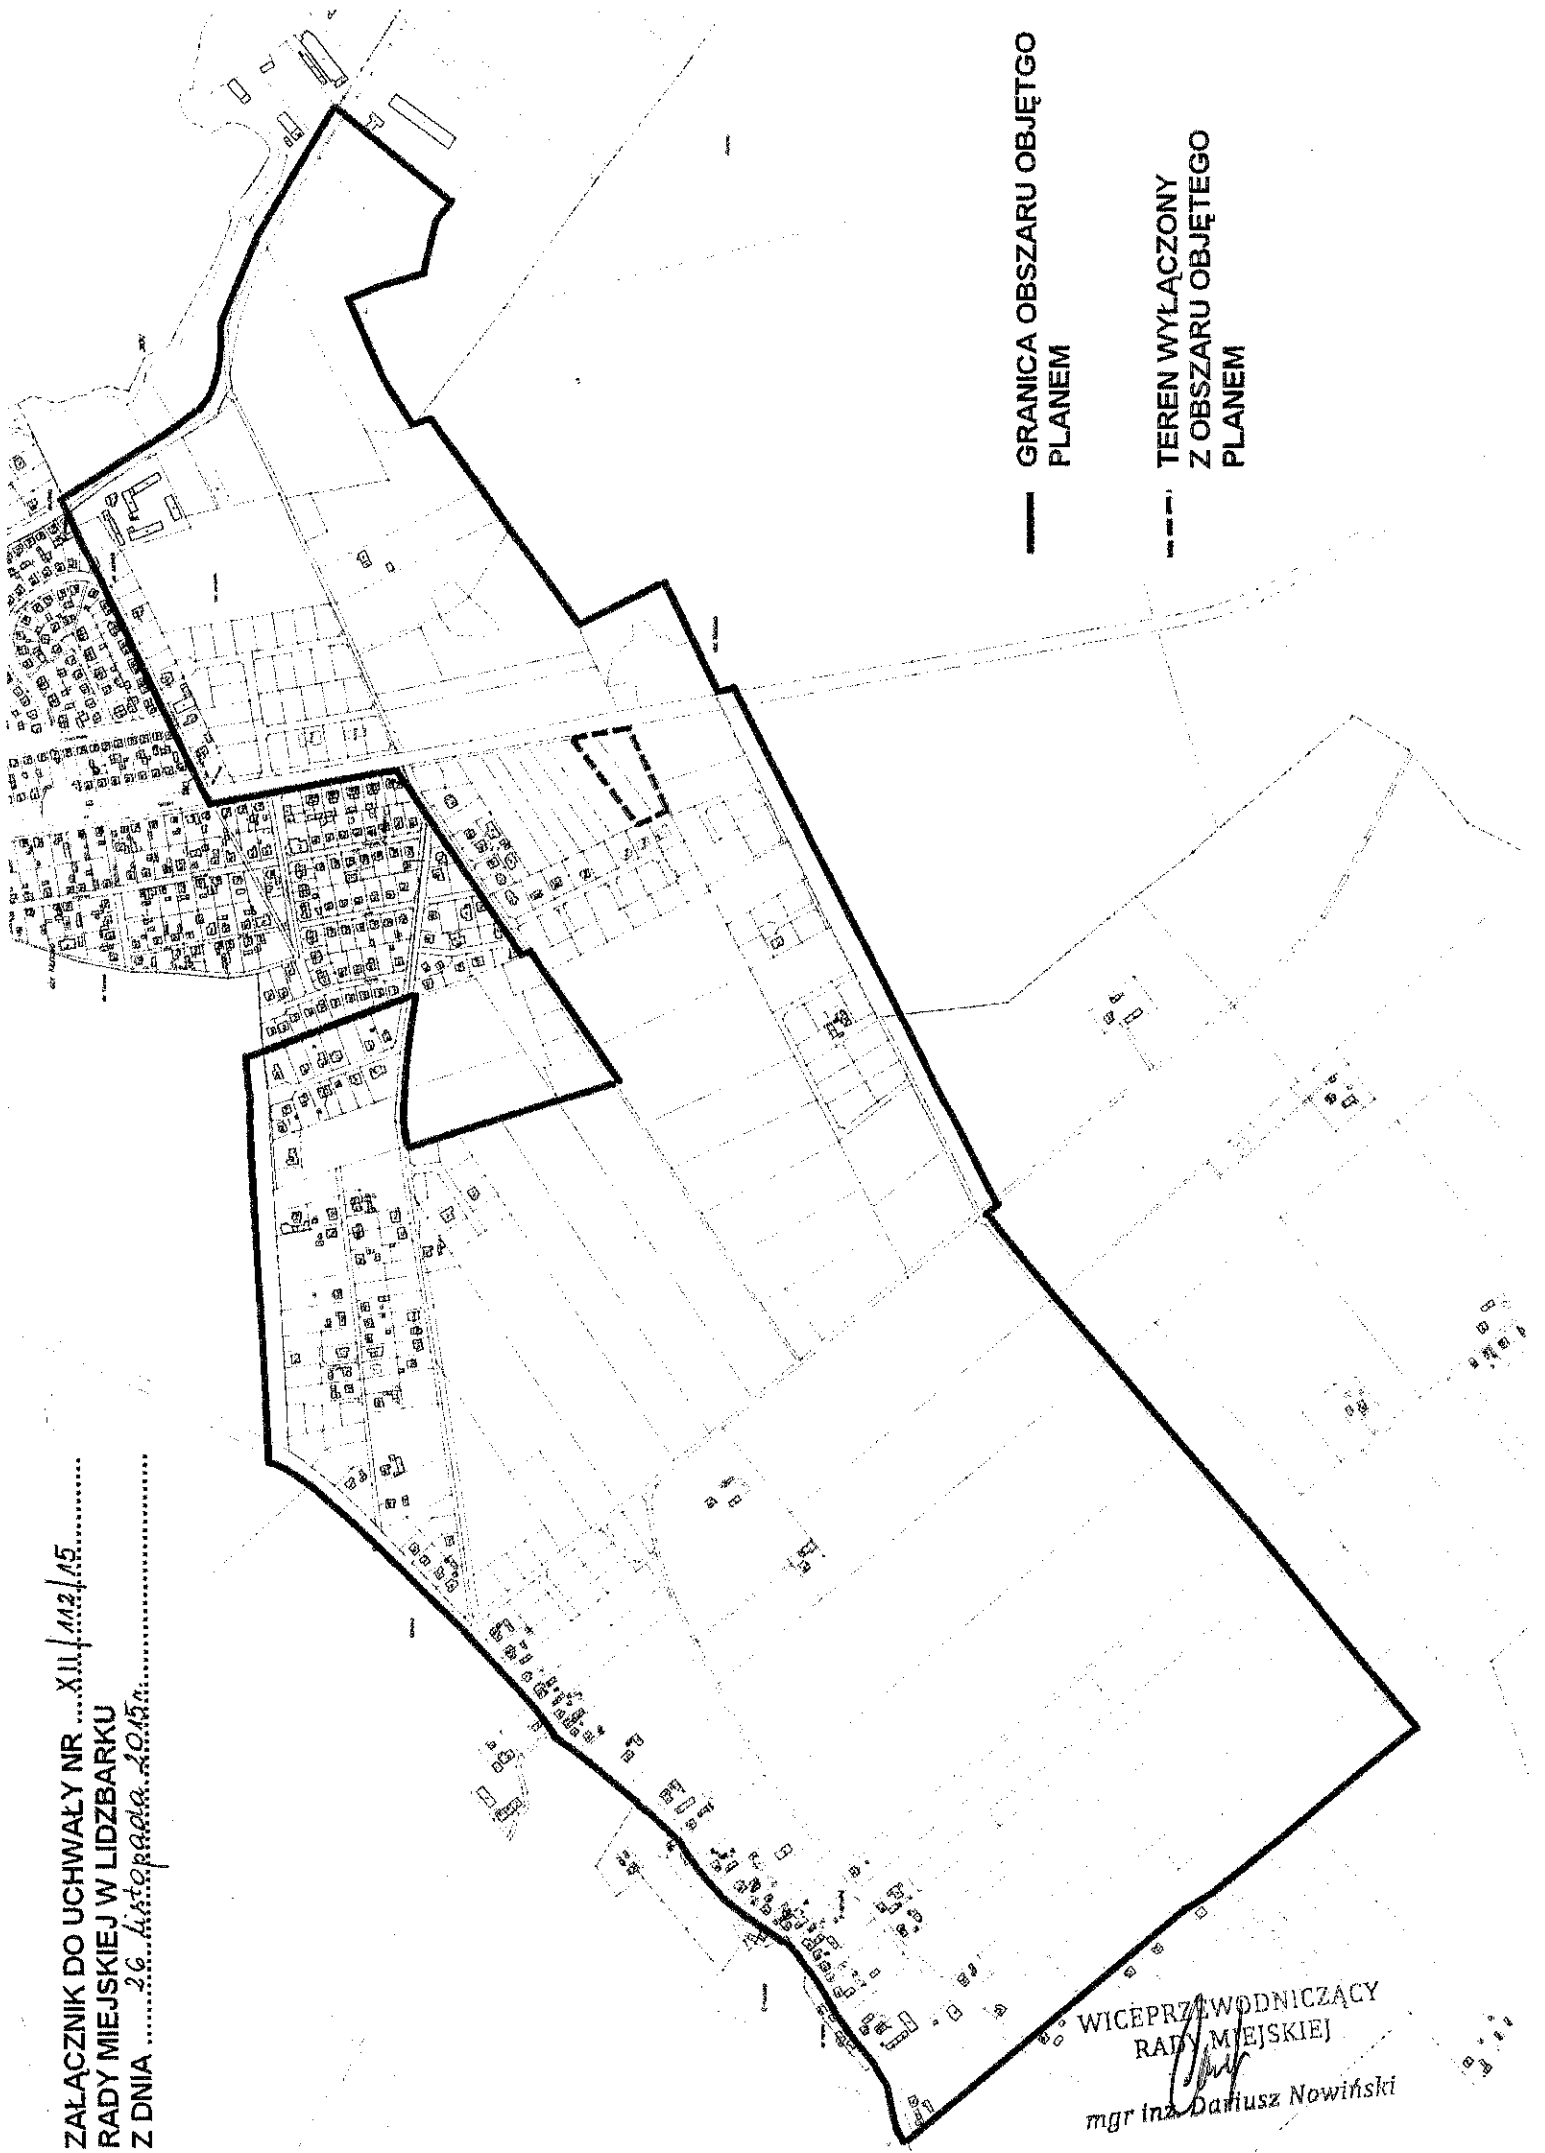 ZAŁĄCZNIK DO UCHWAŁY NR ....XII/112/15..............
RADY MIEJSKIEJ W LIDZBARKU
Z DNIA .........26 listopada 2015r..............................
GRANICA OBSZARU OBJĘTGO
PLANEM
TEREN WYŁĄCZONY
Z OBSZARU OBJĘTEGO
PLANEM
WICEPRZEWODNICZĄCY
RADY MIEJSKIEJ
mgr inż. Dariusz Nowiński